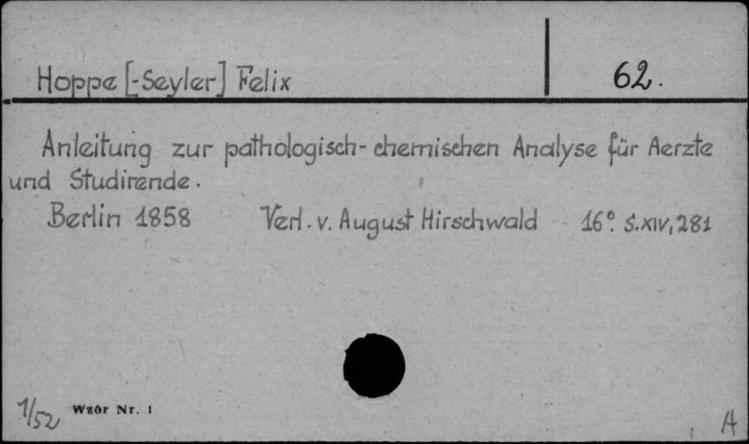 Hoppe [-Seyler] Felix 62.
Anleitung zur pathologisch-chemischen Analyse für Aerzte
und Studirende.
Berlin 1858 Verl. v. August Hirschwald 16° S. XIV, 281
1/52 Wzór Nr. 1
A